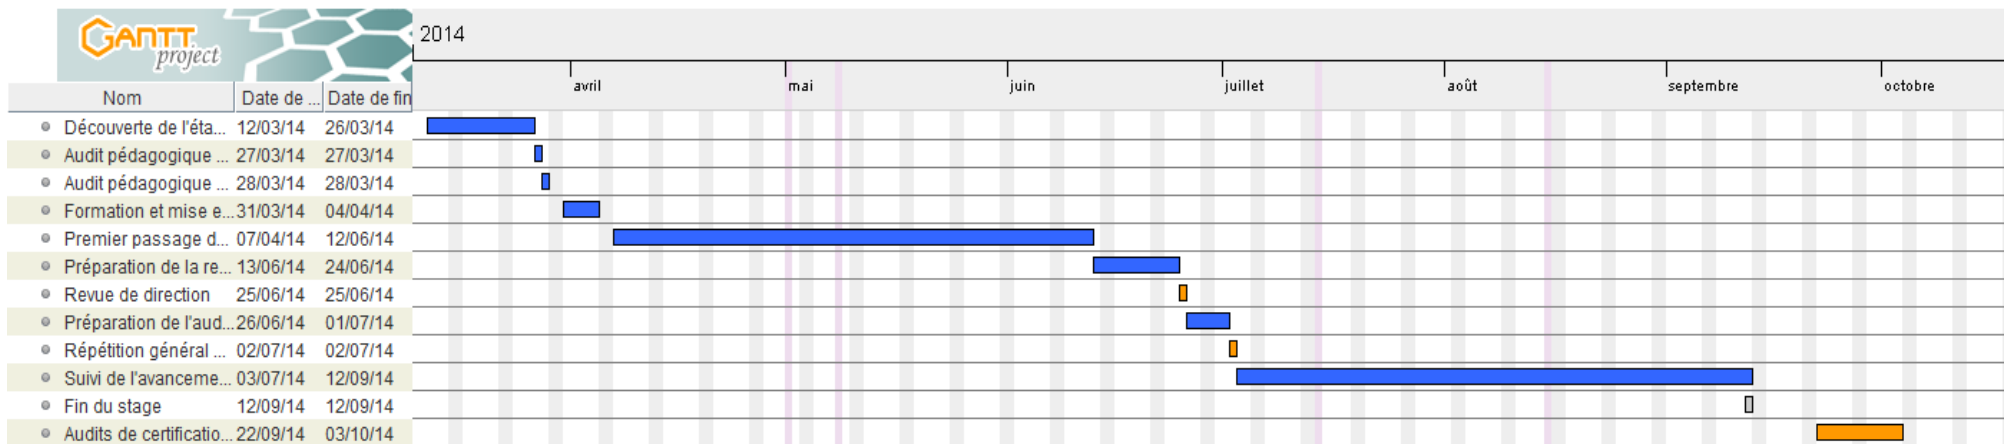 GANTT
project
2014
avril mai juin juillet août septembre octobre
Nom Date de ... Date de fin
Découverte de l'éta... 12/03/14 26/03/14
Audit pédagogique ... 27/03/14 27/03/14
Audit pédagogique ... 28/03/14 28/03/14
Formation et mise e... 31/03/14 04/04/14
Premier passage d... 07/04/14 12/06/14
Préparation de la re... 13/06/14 24/06/14
Revue de direction 25/06/14 25/06/14
Préparation de l'aud... 26/06/14 01/07/14
Répétition général ... 02/07/14 02/07/14
Suivi de l'avanceme... 03/07/14 12/09/14
Fin du stage 12/09/14 12/09/14
Audits de certificatio... 22/09/14 03/10/14